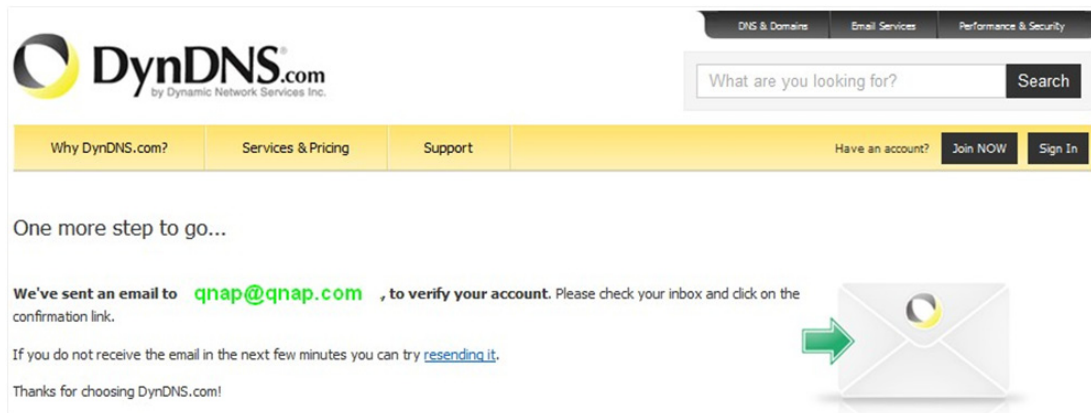 DNS & Domains Email Services Performance & Security
DynDNS.com
by Dynamic Network Services Inc.
What are you looking for? Search
Why DynDNS.com? Services & Pricing Support Have an account? Join NOW Sign In
One more step to go...
We've sent an email to qnap@qnap.com , to verify your account. Please check your inbox and click on the
confirmation link.
If you do not receive the email in the next few minutes you can try resending it.
Thanks for choosing DynDNS.com!